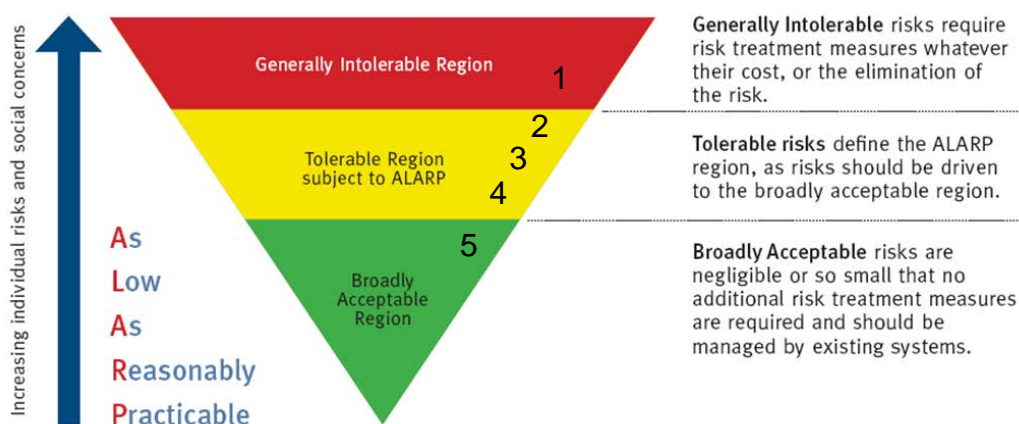 Increasing individual risks and social concerns
Generally Intolerable Region
1
2
Tolerable Region
subject to ALARP
3
4
5
Broadly
Acceptable
Region
As
Low
As
Reasonably
Practicable
Generally Intolerable risks require
risk treatment measures whatever
their cost, or the elimination of
the risk.
Tolerable risks define the ALARP
region, as risks should be driven
to the broadly acceptable region.
Broadly Acceptable risks are
negligible or so small that no
additional risk treatment measures
are required and should be
managed by existing systems.